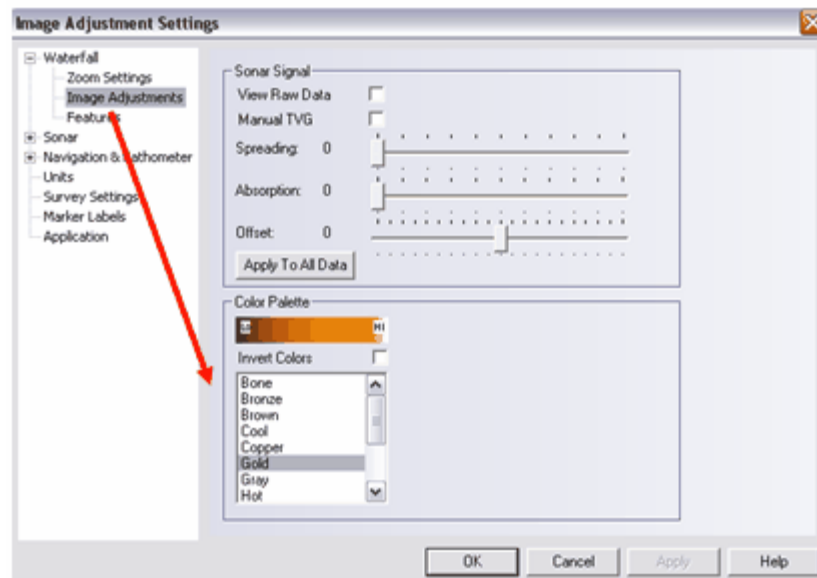 Image Adjustment Settings
Waterfall
Zoom Settings
Image Adjustments
Features
Sonar
Navigation & Bathometer
Units
Survey Settings
Marker Labels
Application
Sonar Signal
View Raw Data
Manual TVG
Spreading: 0
Absorption: 0
Offset: 0
Apply To All Data
Color Palette
LO HI
Invert Colors
Bone
Bronze
Brown
Cool
Copper
Gold
Gray
Hot
OK Cancel Apply Help